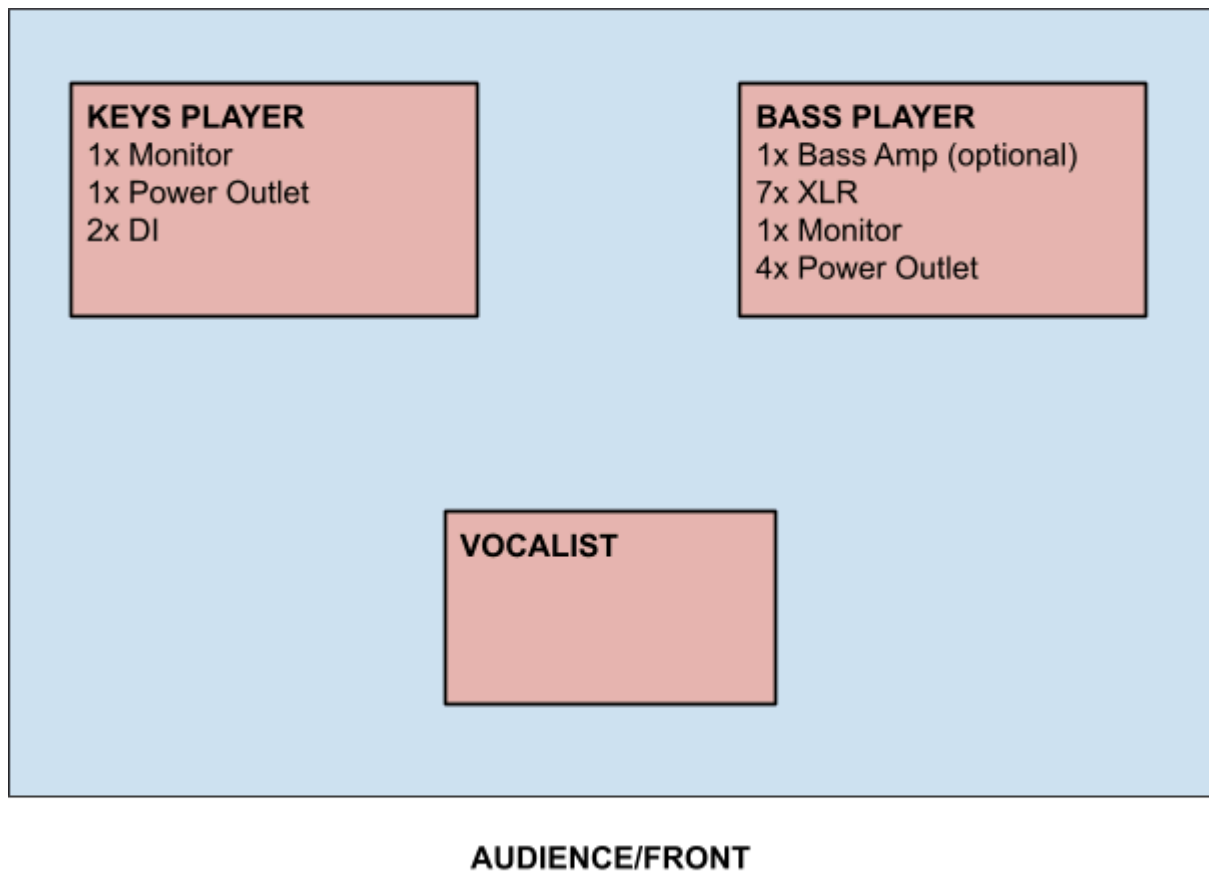 KEYS PLAYER
1x Monitor
1x Power Outlet
2x DI
BASS PLAYER
1x Bass Amp (optional)
7x XLR
1x Monitor
4x Power Outlet
VOCALIST
AUDIENCE/FRONT